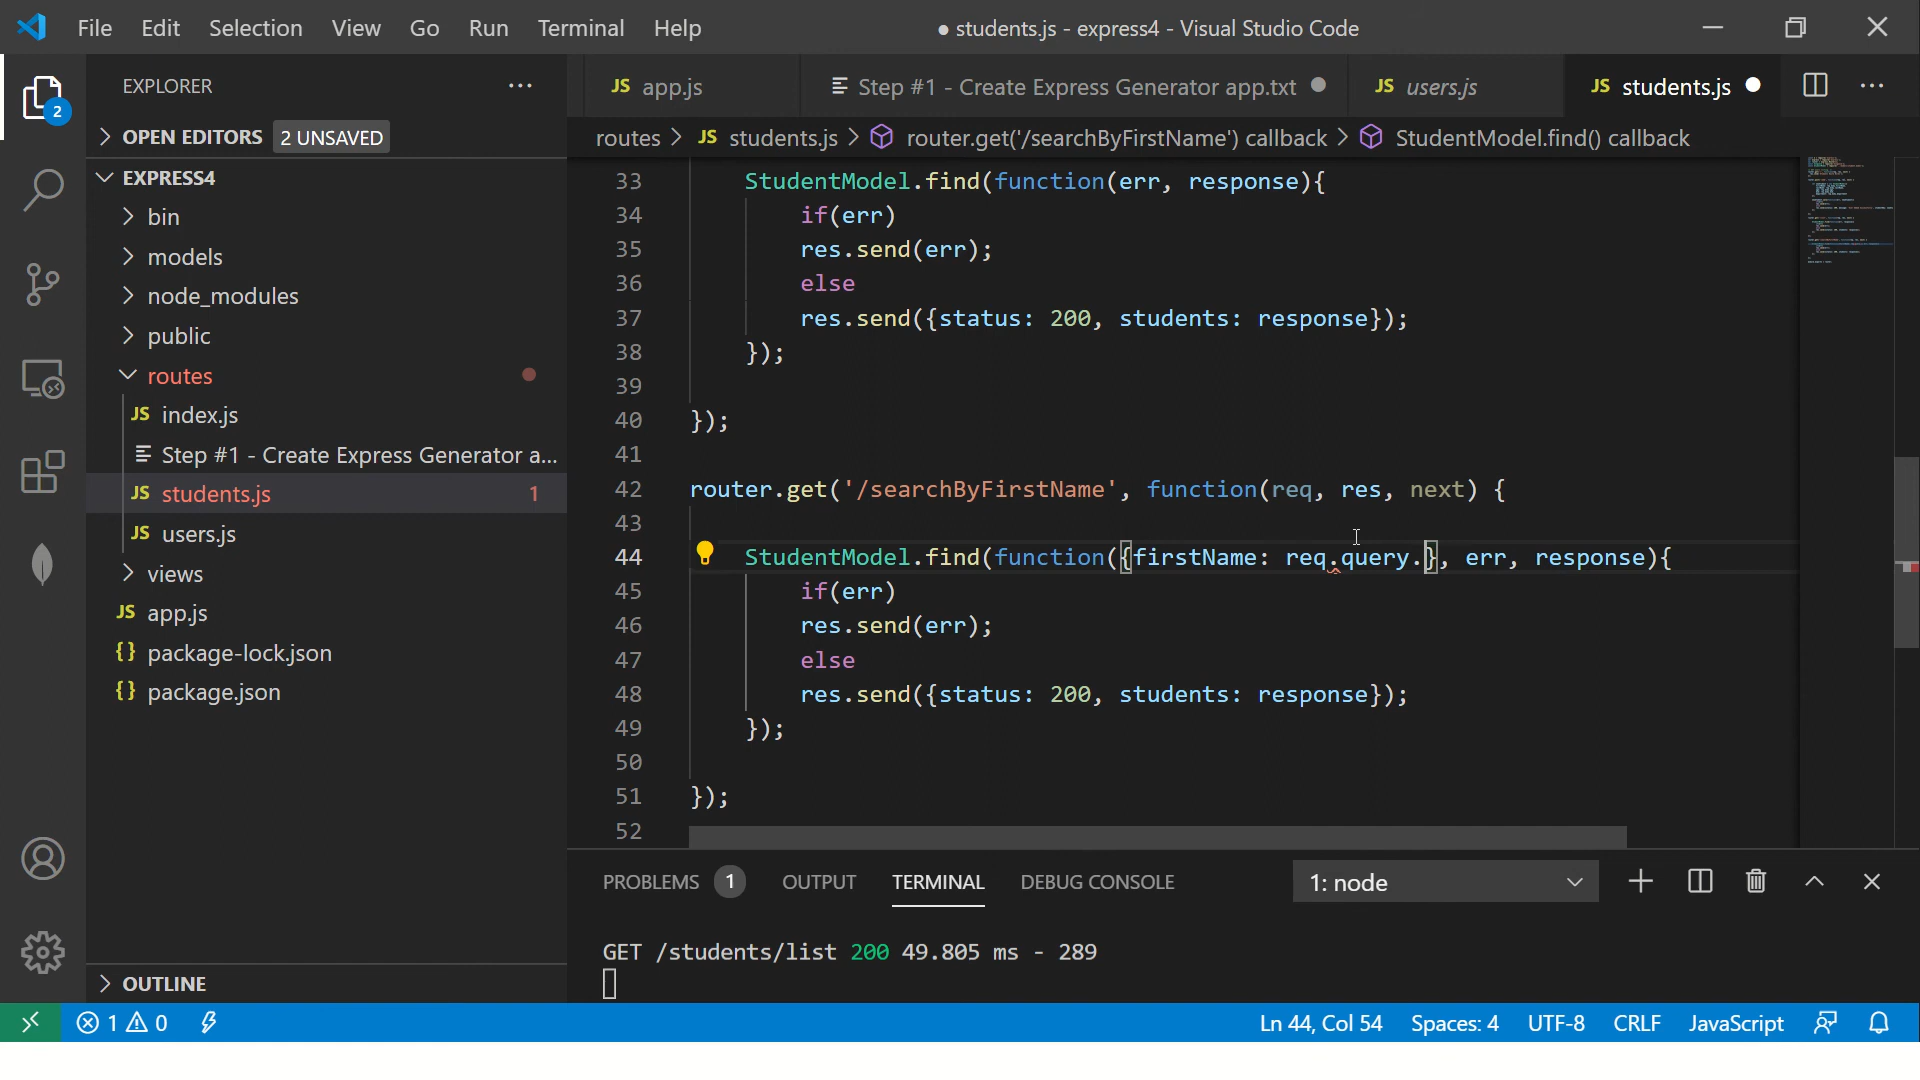 File Edit Selection View Go Run Terminal Help
● students.js - express4 - Visual Studio Code
EXPLORER
2
OPEN EDITORS 2 UNSAVED
EXPRESS4
bin
models
node_modules
public
routes
JS index.js
Step #1 - Create Express Generator a...
JS students.js 1
JS users.js
views
JS app.js
{} package-lock.json
{} package.json
OUTLINE
JS app.js Step #1 - Create Express Generator app.txt JS users.js JS students.js
routes > JS students.js > router.get('/searchByFirstName') callback > StudentModel.find() callback
33 StudentModel.find(function(err, response){
34 if(err)
35 res.send(err);
36 else
37 res.send({status: 200, students: response});
38 });
39
40 });
41
42 router.get('/searchByFirstName', function(req, res, next) {
43
44 StudentModel.find(function({firstName: req.query.}, err, response){
45 if(err)
46 res.send(err);
47 else
48 res.send({status: 200, students: response});
49 });
50
51 });
52
PROBLEMS 1 OUTPUT TERMINAL DEBUG CONSOLE 1: node
GET /students/list 200 49.805 ms - 289
1 0 Ln 44, Col 54 Spaces: 4 UTF-8 CRLF JavaScript